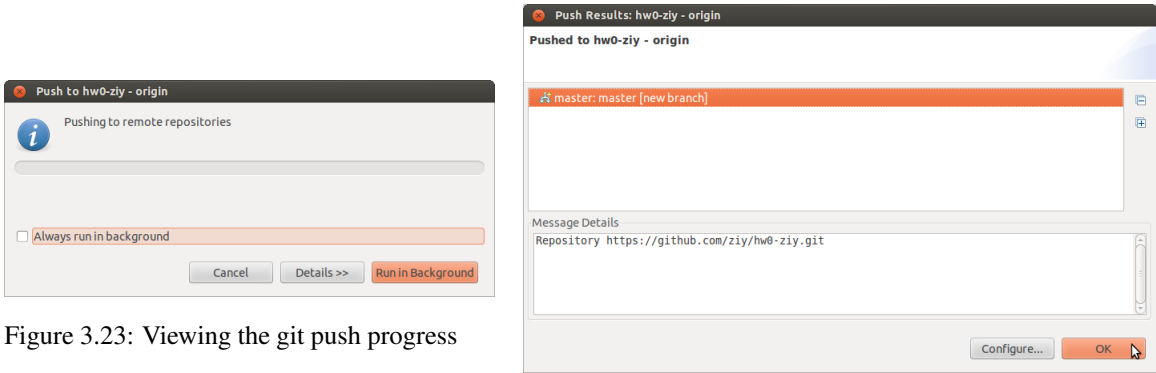 Push to hw0-ziy - origin
Pushing to remote repositories
Always run in background
Cancel
Details >>
Run in Background
Figure 3.23: Viewing the git push progress
Push Results: hw0-ziy - origin
Pushed to hw0-ziy - origin
master: master [new branch]
Message Details
Repository https://github.com/ziy/hw0-ziy.git
Configure...
OK